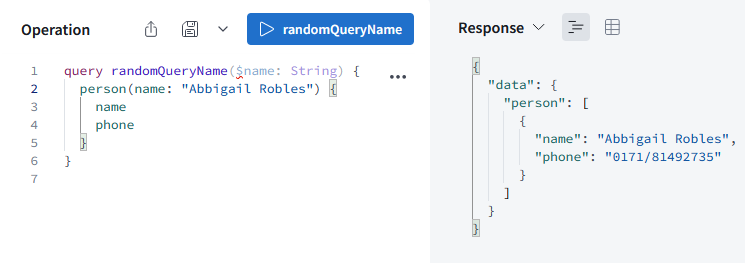 Operation
randomQueryName
1 query randomQueryName($name: String) {
2 person(name: "Abbigail Robles") {
3 name
4 phone
5 }
6 }
7
Response
{
"data": {
"person": [
{
"name": "Abbigail Robles",
"phone": "0171/81492735"
}
]
}
}